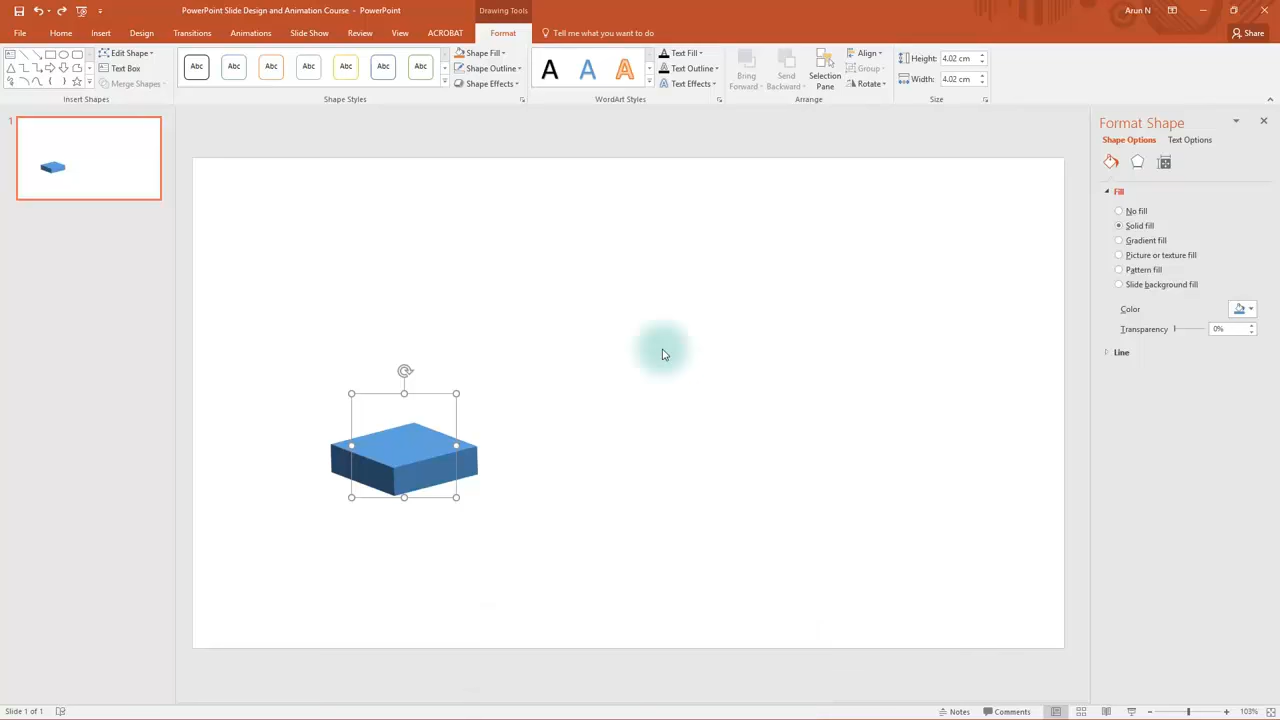 PowerPoint Slide Design and Animation Course - PowerPoint
Drawing Tools
Arun N
File Home Insert Design Transitions Animations Slide Show Review View ACROBAT Format Tell me what you want to do Share
Edit Shape
Text Box
Merge Shapes
Insert Shapes
Abc Abc Abc Abc Abc Abc Abc
Shape Styles
Shape Fill
Shape Outline
Shape Effects
A A A
WordArt Styles
Text Fill
Text Outline
Text Effects
Bring Forward
Send Backward
Selection Pane
Align
Group
Rotate
Arrange
Height: 4.02 cm
Width: 4.02 cm
Size
1
Format Shape
Shape Options Text Options
Fill
No fill
Solid fill
Gradient fill
Picture or texture fill
Pattern fill
Slide background fill
Color
Transparency 0%
Line
Slide 1 of 1
Notes Comments 103%